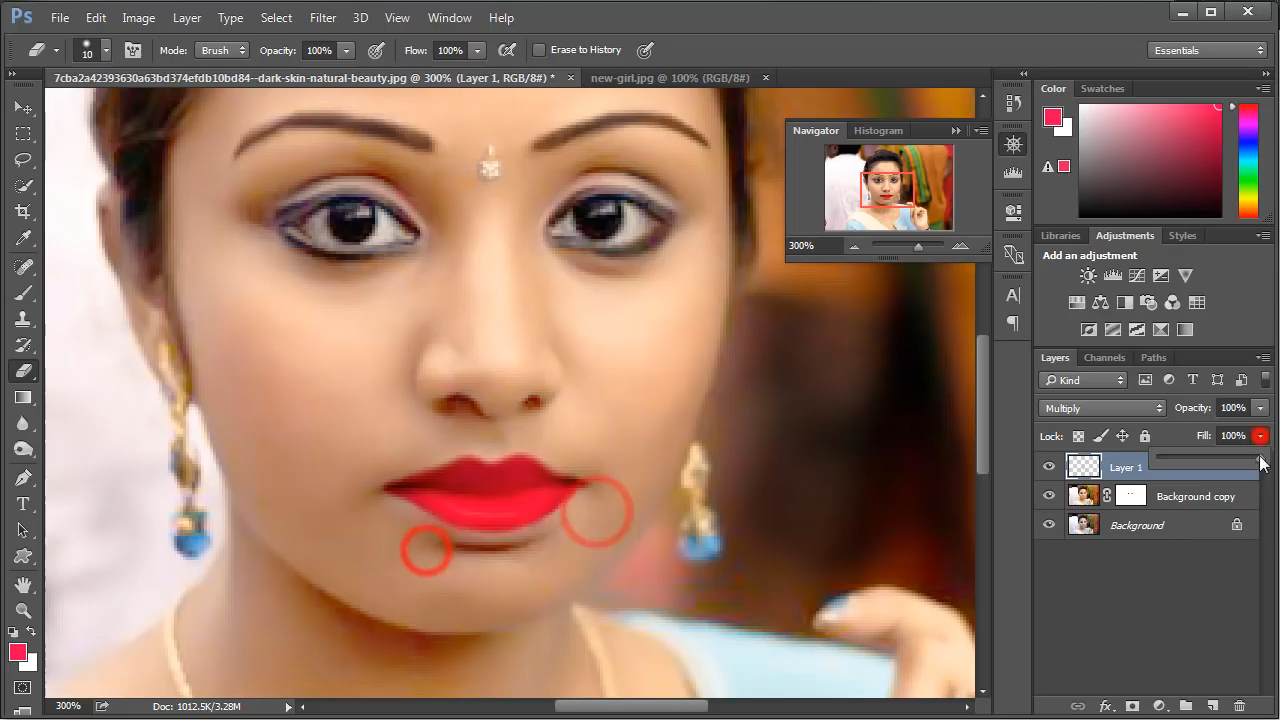 Ps File Edit Image Layer Type Select Filter 3D View Window Help
10 Mode: Brush Opacity: 100% Flow: 100% Erase to History Essentials
7cba2a42393630a63bd374efdb10bd84--dark-skin-natural-beauty.jpg @ 300% (Layer 1, RGB/8#) * × new-girl.jpg @ 100% (RGB/8#) ×
Color Swatches
Navigator Histogram
300%
Libraries Adjustments Styles
Add an adjustment
Layers Channels Paths
Kind
Multiply Opacity: 100%
Lock: Fill: 100%
Layer 1
Background copy
Background
300% Doc: 1012.5K/3.28M